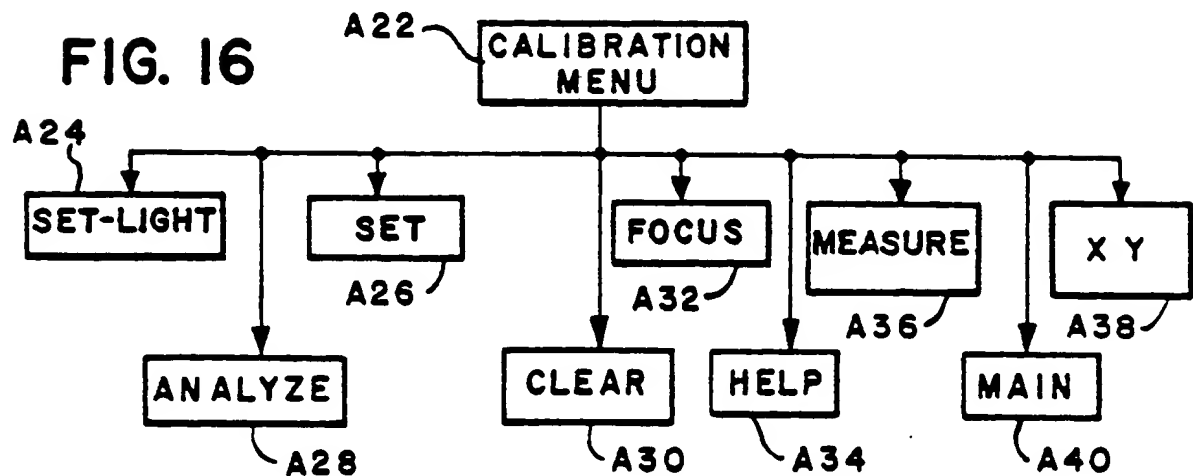 FIG. 16
A22
CALIBRATION
MENU
A24
SET-LIGHT
SET
A26
FOCUS
A32
MEASURE
A36
X Y
A38
ANALYZE
A28
CLEAR
A30
HELP
A34
MAIN
A40